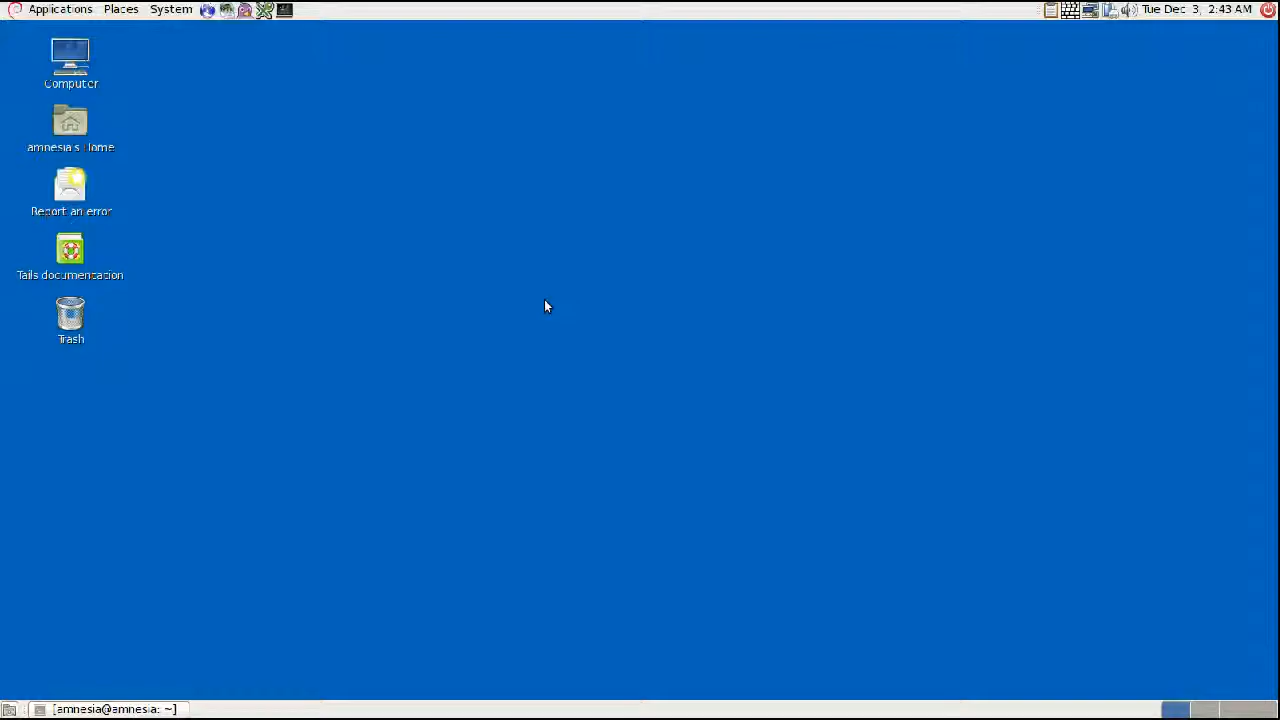 Applications Places System Tue Dec 3, 2:43 AM
Computer
amnesia's Home
Report an error
Tails documentation
Trash
[amnesia@amnesia: ~]